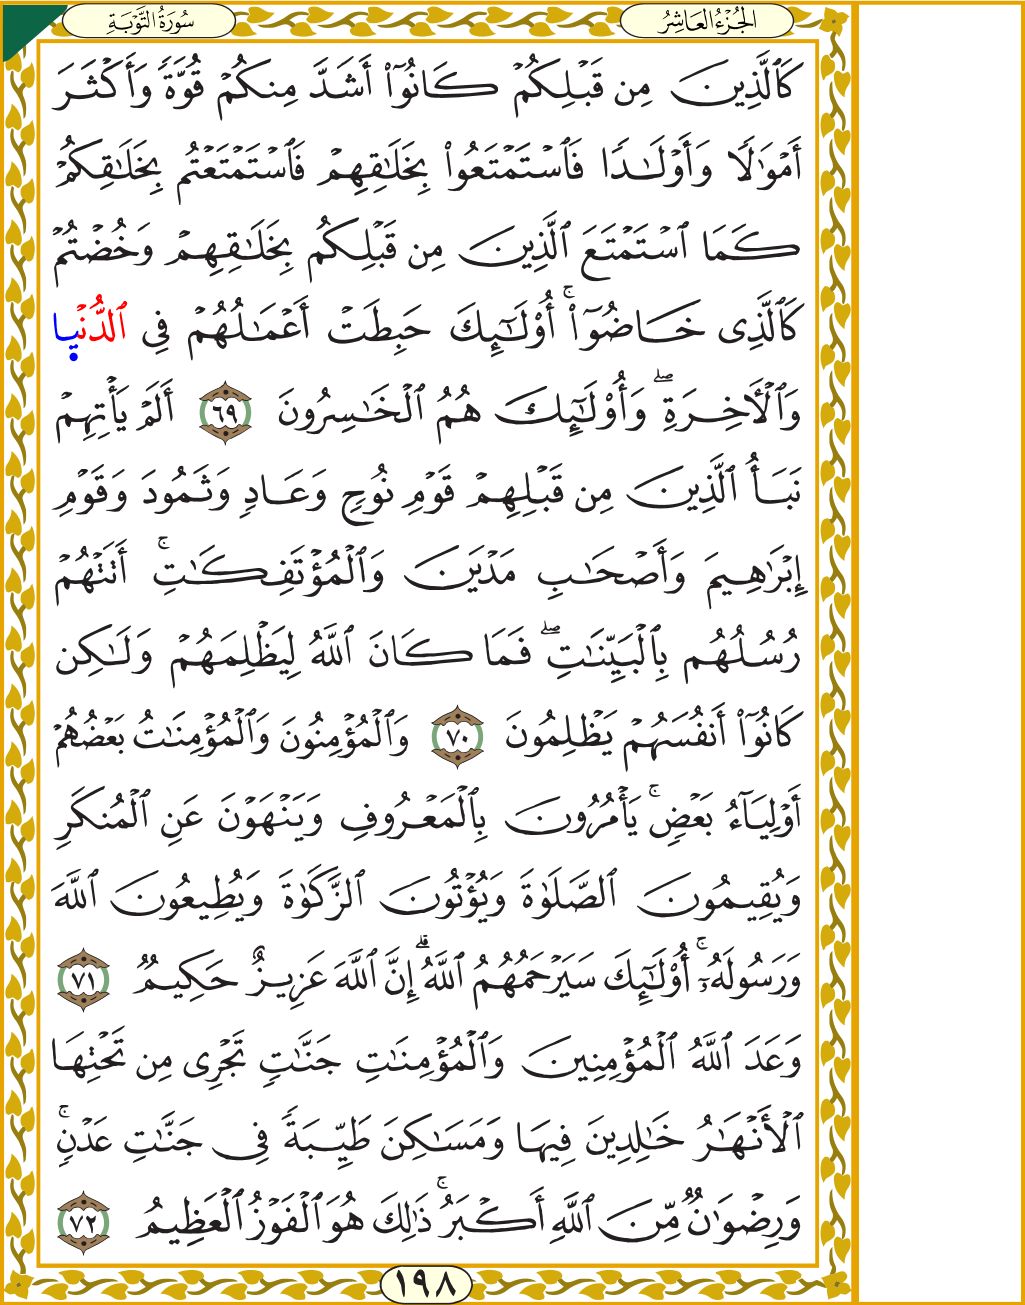 سُورَةُ التَّوْبَةِ
الجُزْءُ العَاشِرُ
كَٱلَّذِينَ مِن قَبْلِكُمْ كَانُوٓا۟ أَشَدَّ مِنكُمْ قُوَّةً وَأَكْثَرَ
أَمْوَٰلًا وَأَوْلَٰدًا فَٱسْتَمْتَعُوا۟ بِخَلَٰقِهِمْ فَٱسْتَمْتَعْتُم بِخَلَٰقِكُمْ
كَمَا ٱسْتَمْتَعَ ٱلَّذِينَ مِن قَبْلِكُم بِخَلَٰقِهِمْ وَخُضْتُمْ
كَٱلَّذِى خَاضُوٓا۟ۚ أُو۟لَٰٓئِكَ حَبِطَتْ أَعْمَٰلُهُمْ فِى ٱلدُّنْيٜا
وَٱلْأَخِرَةِۖ وَأُو۟لَٰٓئِكَ هُمُ ٱلْخَٰسِرُونَ ٦٩ أَلَمْ يَأْتِهِمْ
نَبَأُ ٱلَّذِينَ مِن قَبْلِهِمْ قَوْمِ نُوحٍ وَعَادٍ وَثَمُودَ وَقَوْمِ
إِبْرَٰهِيمَ وَأَصْحَٰبِ مَدْيَنَ وَٱلْمُؤْتَفِكَٰتِۚ أَتَتْهُمْ
رُسُلُهُم بِٱلْبَيِّنَٰتِۖ فَمَا كَانَ ٱللَّهُ لِيَظْلِمَهُمْ وَلَٰكِن
كَانُوٓا۟ أَنفُسَهُمْ يَظْلِمُونَ ٧٠ وَٱلْمُؤْمِنُونَ وَٱلْمُؤْمِنَٰتُ بَعْضُهُمْ
أَوْلِيَآءُ بَعْضٍۚ يَأْمُرُونَ بِٱلْمَعْرُوفِ وَيَنْهَوْنَ عَنِ ٱلْمُنكَرِ
وَيُقِيمُونَ ٱلصَّلَوٰةَ وَيُؤْتُونَ ٱلزَّكَوٰةَ وَيُطِيعُونَ ٱللَّهَ
وَرَسُولَهُۥٓۚ أُو۟لَٰٓئِكَ سَيَرْحَمُهُمُ ٱللَّهُۗ إِنَّ ٱللَّهَ عَزِيزٌ حَكِيمٌ ٧١
وَعَدَ ٱللَّهُ ٱلْمُؤْمِنِينَ وَٱلْمُؤْمِنَٰتِ جَنَّٰتٍ تَجْرِى مِن تَحْتِهَا
ٱلْأَنْهَٰرُ خَٰلِدِينَ فِيهَا وَمَسَٰكِنَ طَيِّبَةً فِى جَنَّٰتِ عَدْنٍۚ
وَرِضْوَٰنٌ مِّنَ ٱللَّهِ أَكْبَرُۚ ذَٰلِكَ هُوَ ٱلْفَوْزُ ٱلْعَظِيمُ ٧٢
١٩٨